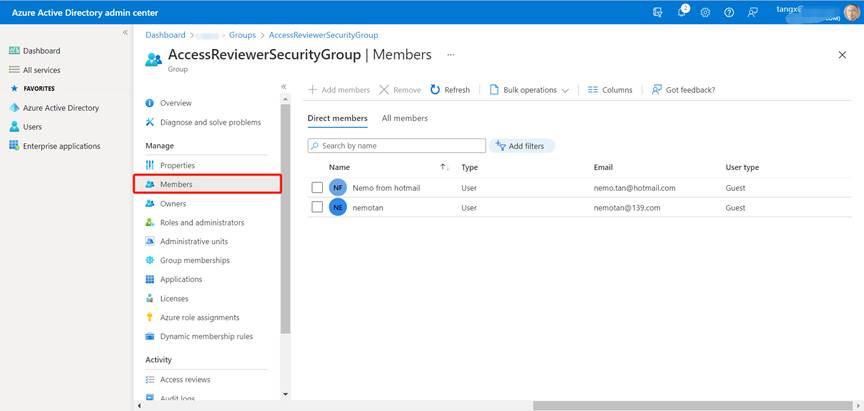 Azure Active Directory admin center
2
tangx
COM)
Dashboard > Groups > AccessReviewerSecurityGroup
AccessReviewerSecurityGroup | Members ...
Group
Dashboard
All services
FAVORITES
Azure Active Directory
Users
Enterprise applications
Overview
Diagnose and solve problems
Manage
Properties
Members
Owners
Roles and administrators
Administrative units
Group memberships
Applications
Licenses
Azure role assignments
Dynamic membership rules
Activity
Access reviews
Audit logs
Add members Remove Refresh Bulk operations Columns Got feedback?
Direct members All members
Search by name Add filters
Name Type Email User type
NF Nemo from hotmail User nemo.tan@hotmail.com Guest
NE nemotan User nemotan@139.com Guest